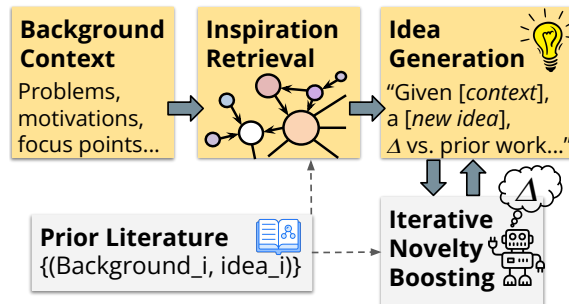 Background
Context
Problems,
motivations,
focus points...
Inspiration
Retrieval
Idea
Generation
“Given [context],
a [new idea],
Δ vs. prior work...”
Prior Literature
{(Background_i, idea_i)}
Iterative
Novelty
Boosting
Δ